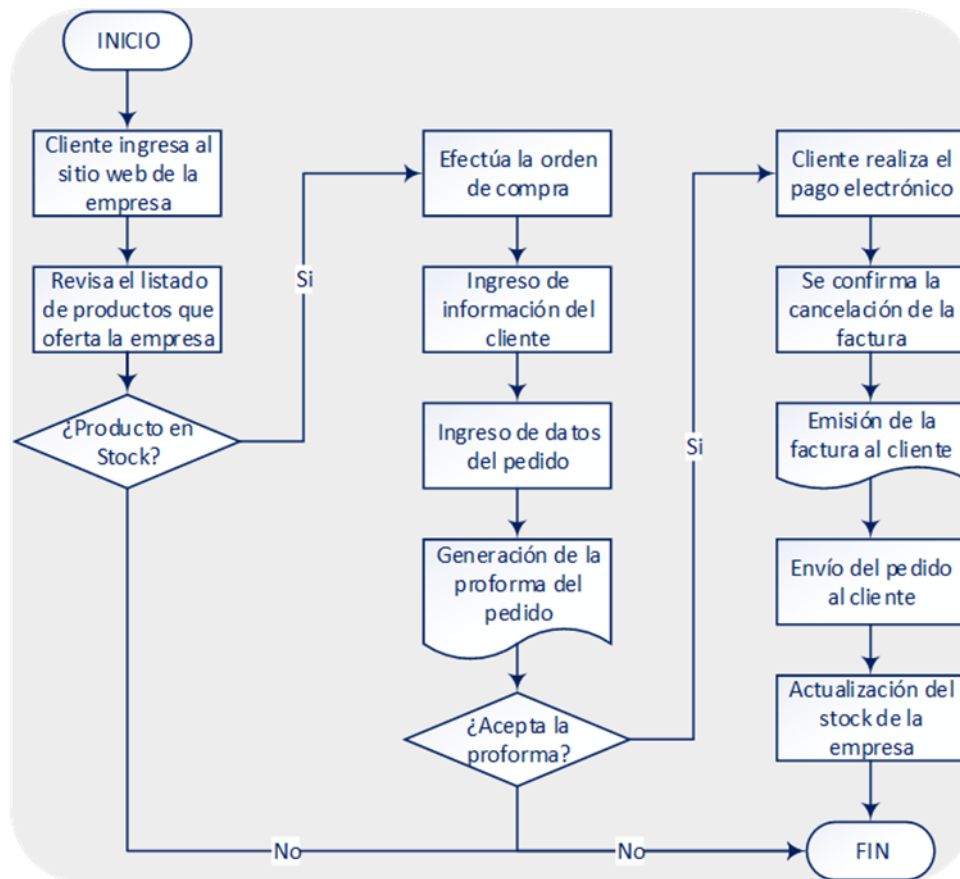 INICIO
Cliente ingresa al
sitio web de la
empresa
Revisa el listado
de productos que
oferta la empresa
¿Producto en
Stock?
Si
No
Efectúa la orden
de compra
Ingreso de
información del
cliente
Ingreso de datos
del pedido
Generación de la
proforma del
pedido
¿Acepta la
proforma?
Si
No
Cliente realiza el
pago electrónico
Se confirma la
cancelación de la
factura
Emisión de la
factura al cliente
Envío del pedido
al cliente
Actualización del
stock de la
empresa
FIN